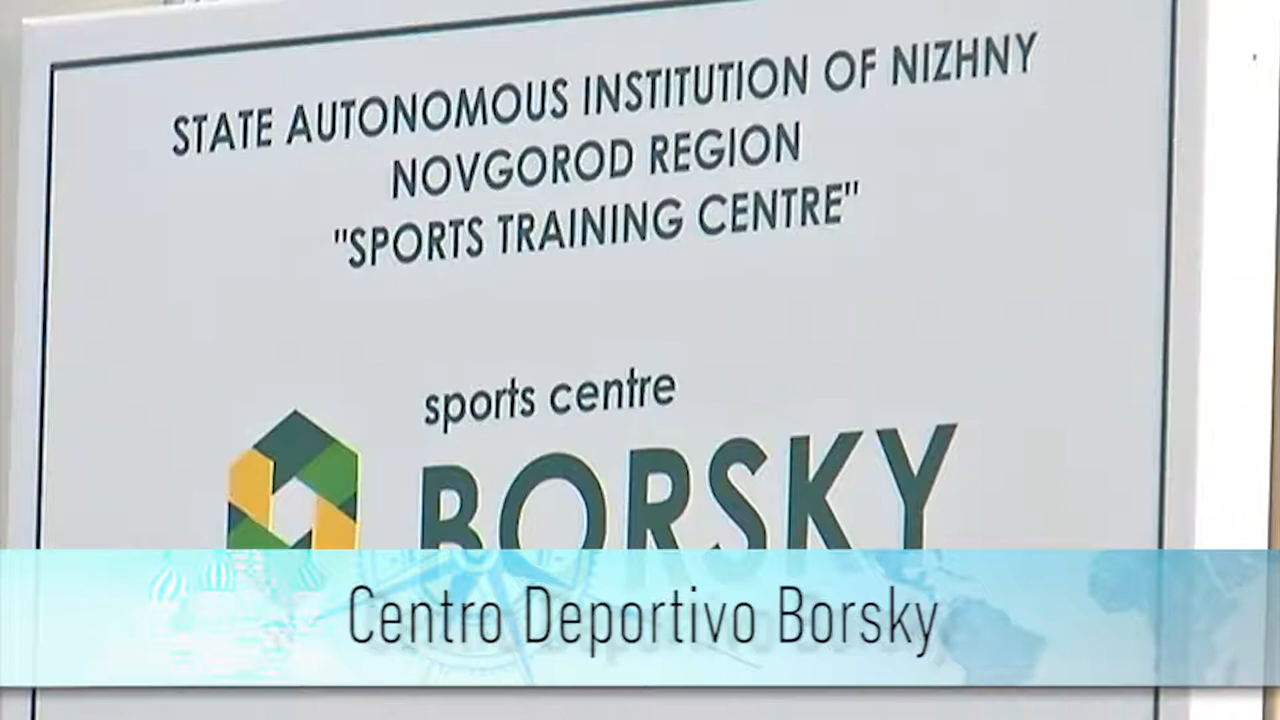 STATE AUTONOMOUS INSTITUTION OF NIZHNY
NOVGOROD REGION
"SPORTS TRAINING CENTRE"
sports centre
BORSKY
Centro Deportivo Borsky